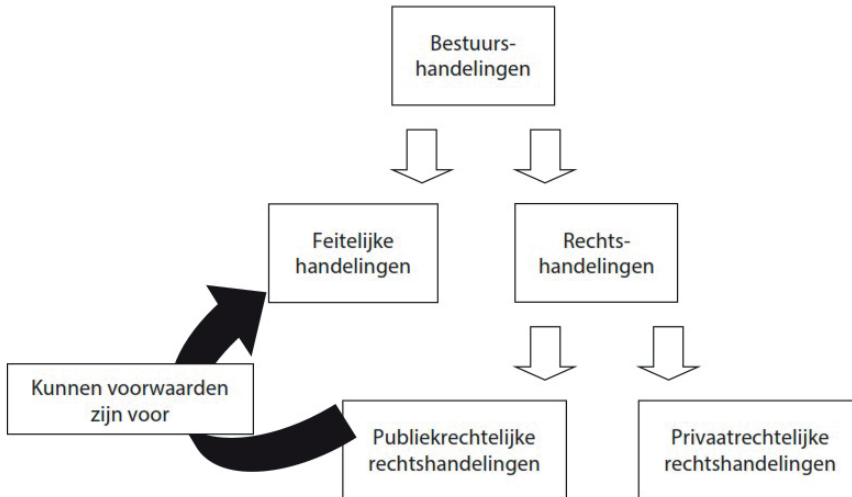 Bestuurs-
handelingen
Feitelijke
handelingen
Rechts-
handelingen
Kunnen voorwaarden
zijn voor
Publiekrechtelijke
rechtshandelingen
Privaatrechtelijke
rechtshandelingen